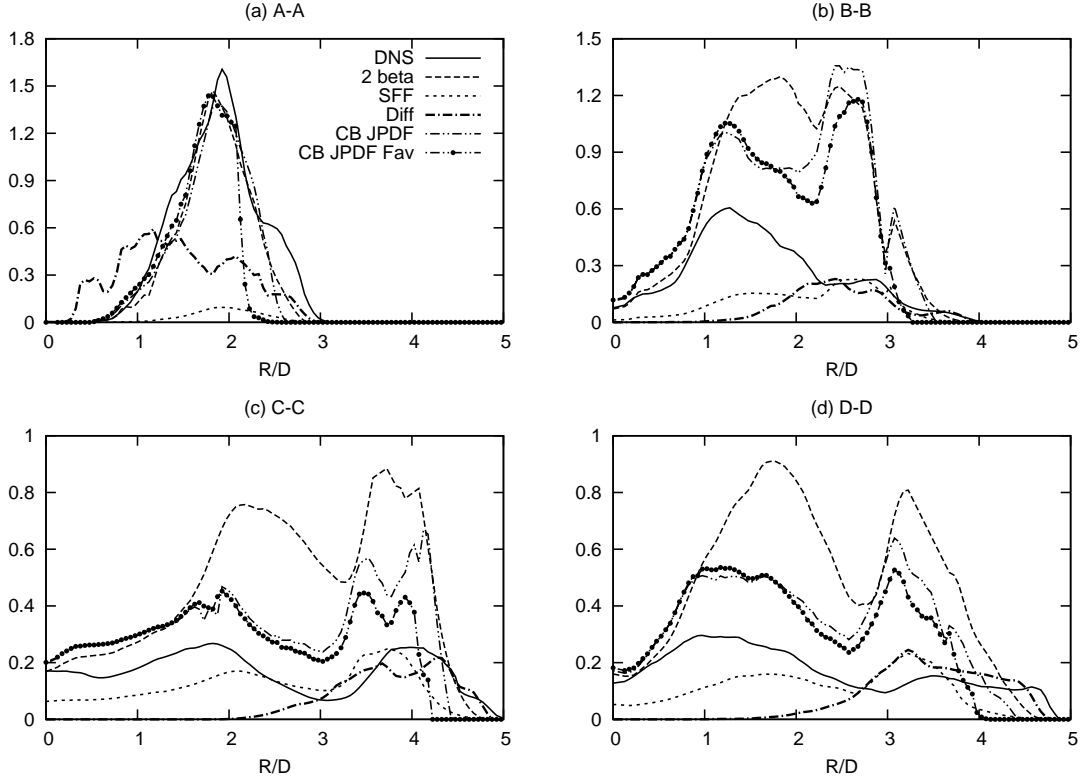 (a) A-A
1.8
1.5
1.2
0.9
0.6
0.3
0
0 1 2 3 4 5
R/D
DNS
2 beta
SFF
Diff
CB JPDF
CB JPDF Fav
(b) B-B
1.5
1.2
0.9
0.6
0.3
0
0 1 2 3 4 5
R/D
(c) C-C
1
0.8
0.6
0.4
0.2
0
0 1 2 3 4 5
R/D
(d) D-D
1
0.8
0.6
0.4
0.2
0
0 1 2 3 4 5
R/D